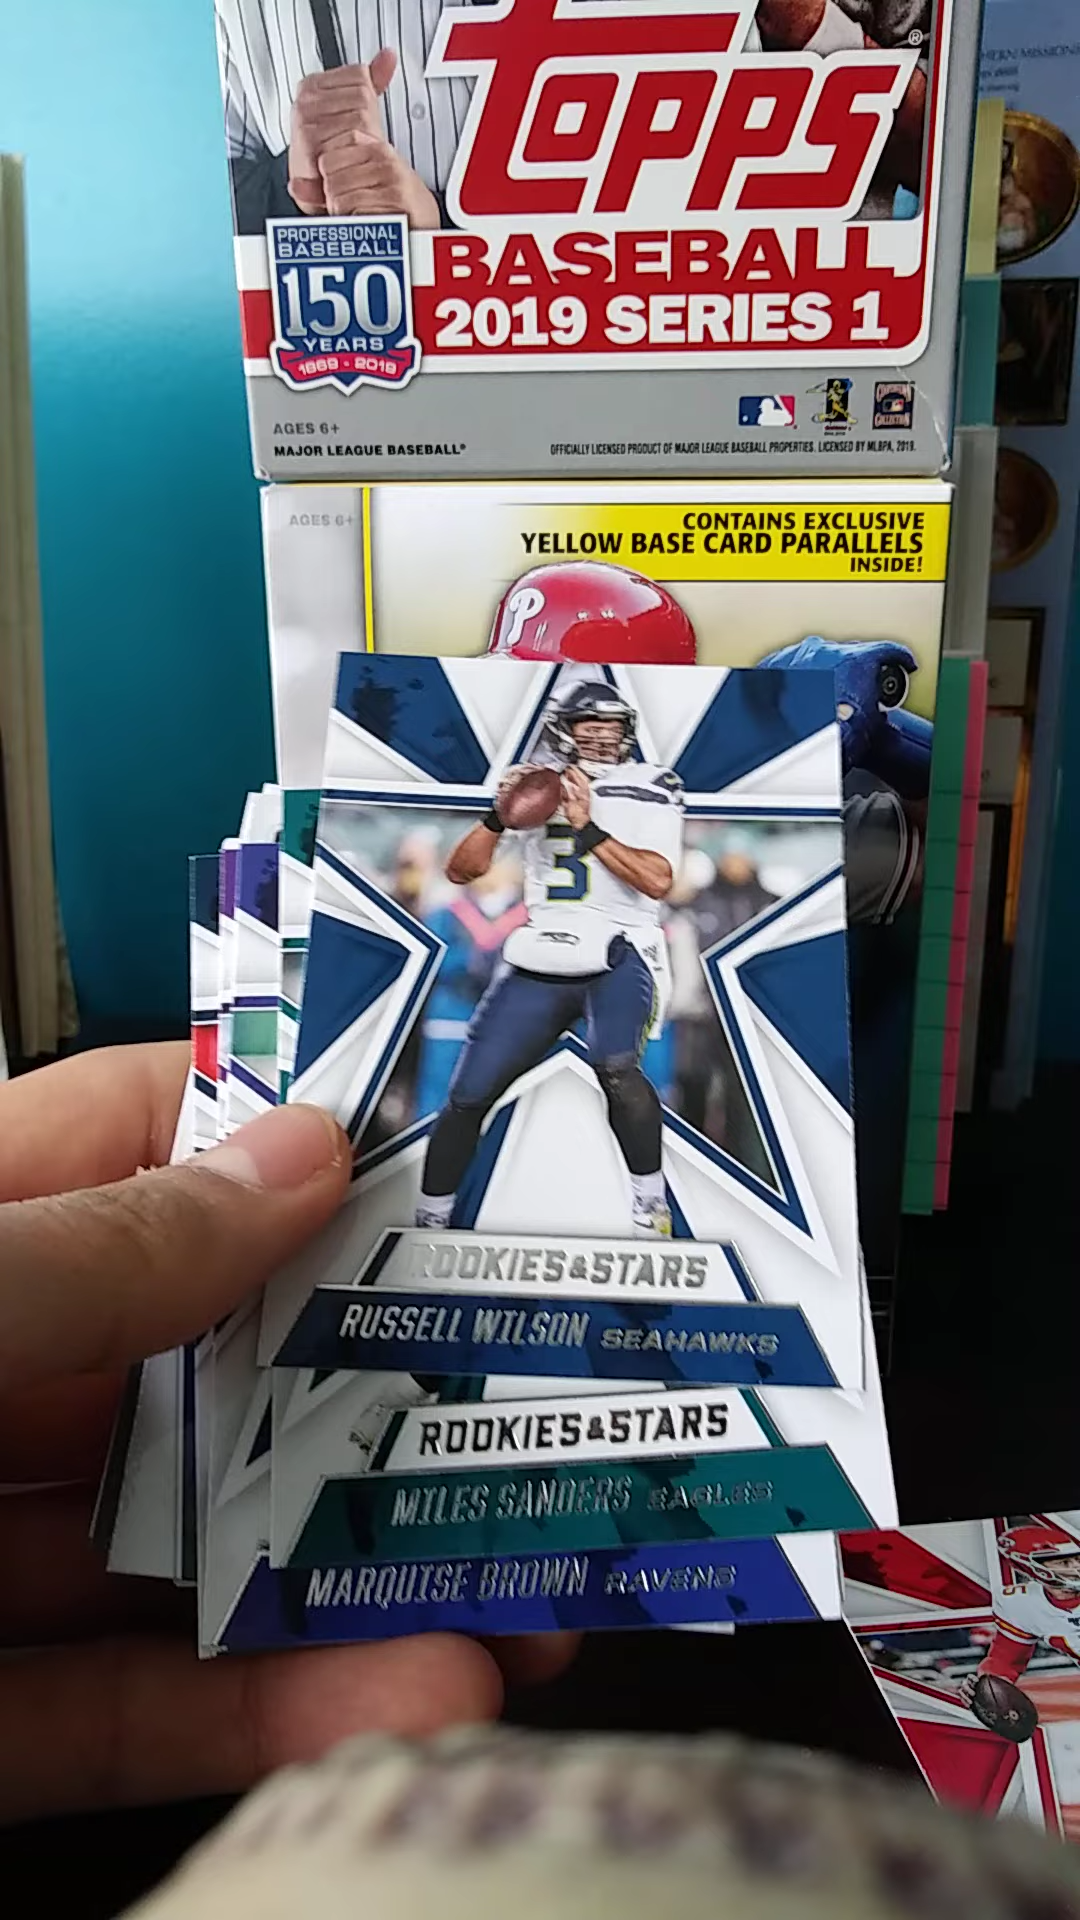 TOPPS®
BASEBALL
2019 SERIES 1
PROFESSIONAL
BASEBALL
150
YEARS
1869 - 2019
AGES 6+
MAJOR LEAGUE BASEBALL®
OFFICIALLY LICENSED PRODUCT OF MAJOR LEAGUE BASEBALL PROPERTIES. LICENSED BY MLBPA, 2019.
AGES 6+
CONTAINS EXCLUSIVE
YELLOW BASE CARD PARALLELS
INSIDE!
P
3
ROOKIES&STARS
RUSSELL WILSON SEAHAWKS
ROOKIES&STARS
MILES SANDERS EAGLES
MARQUISE BROWN RAVENS